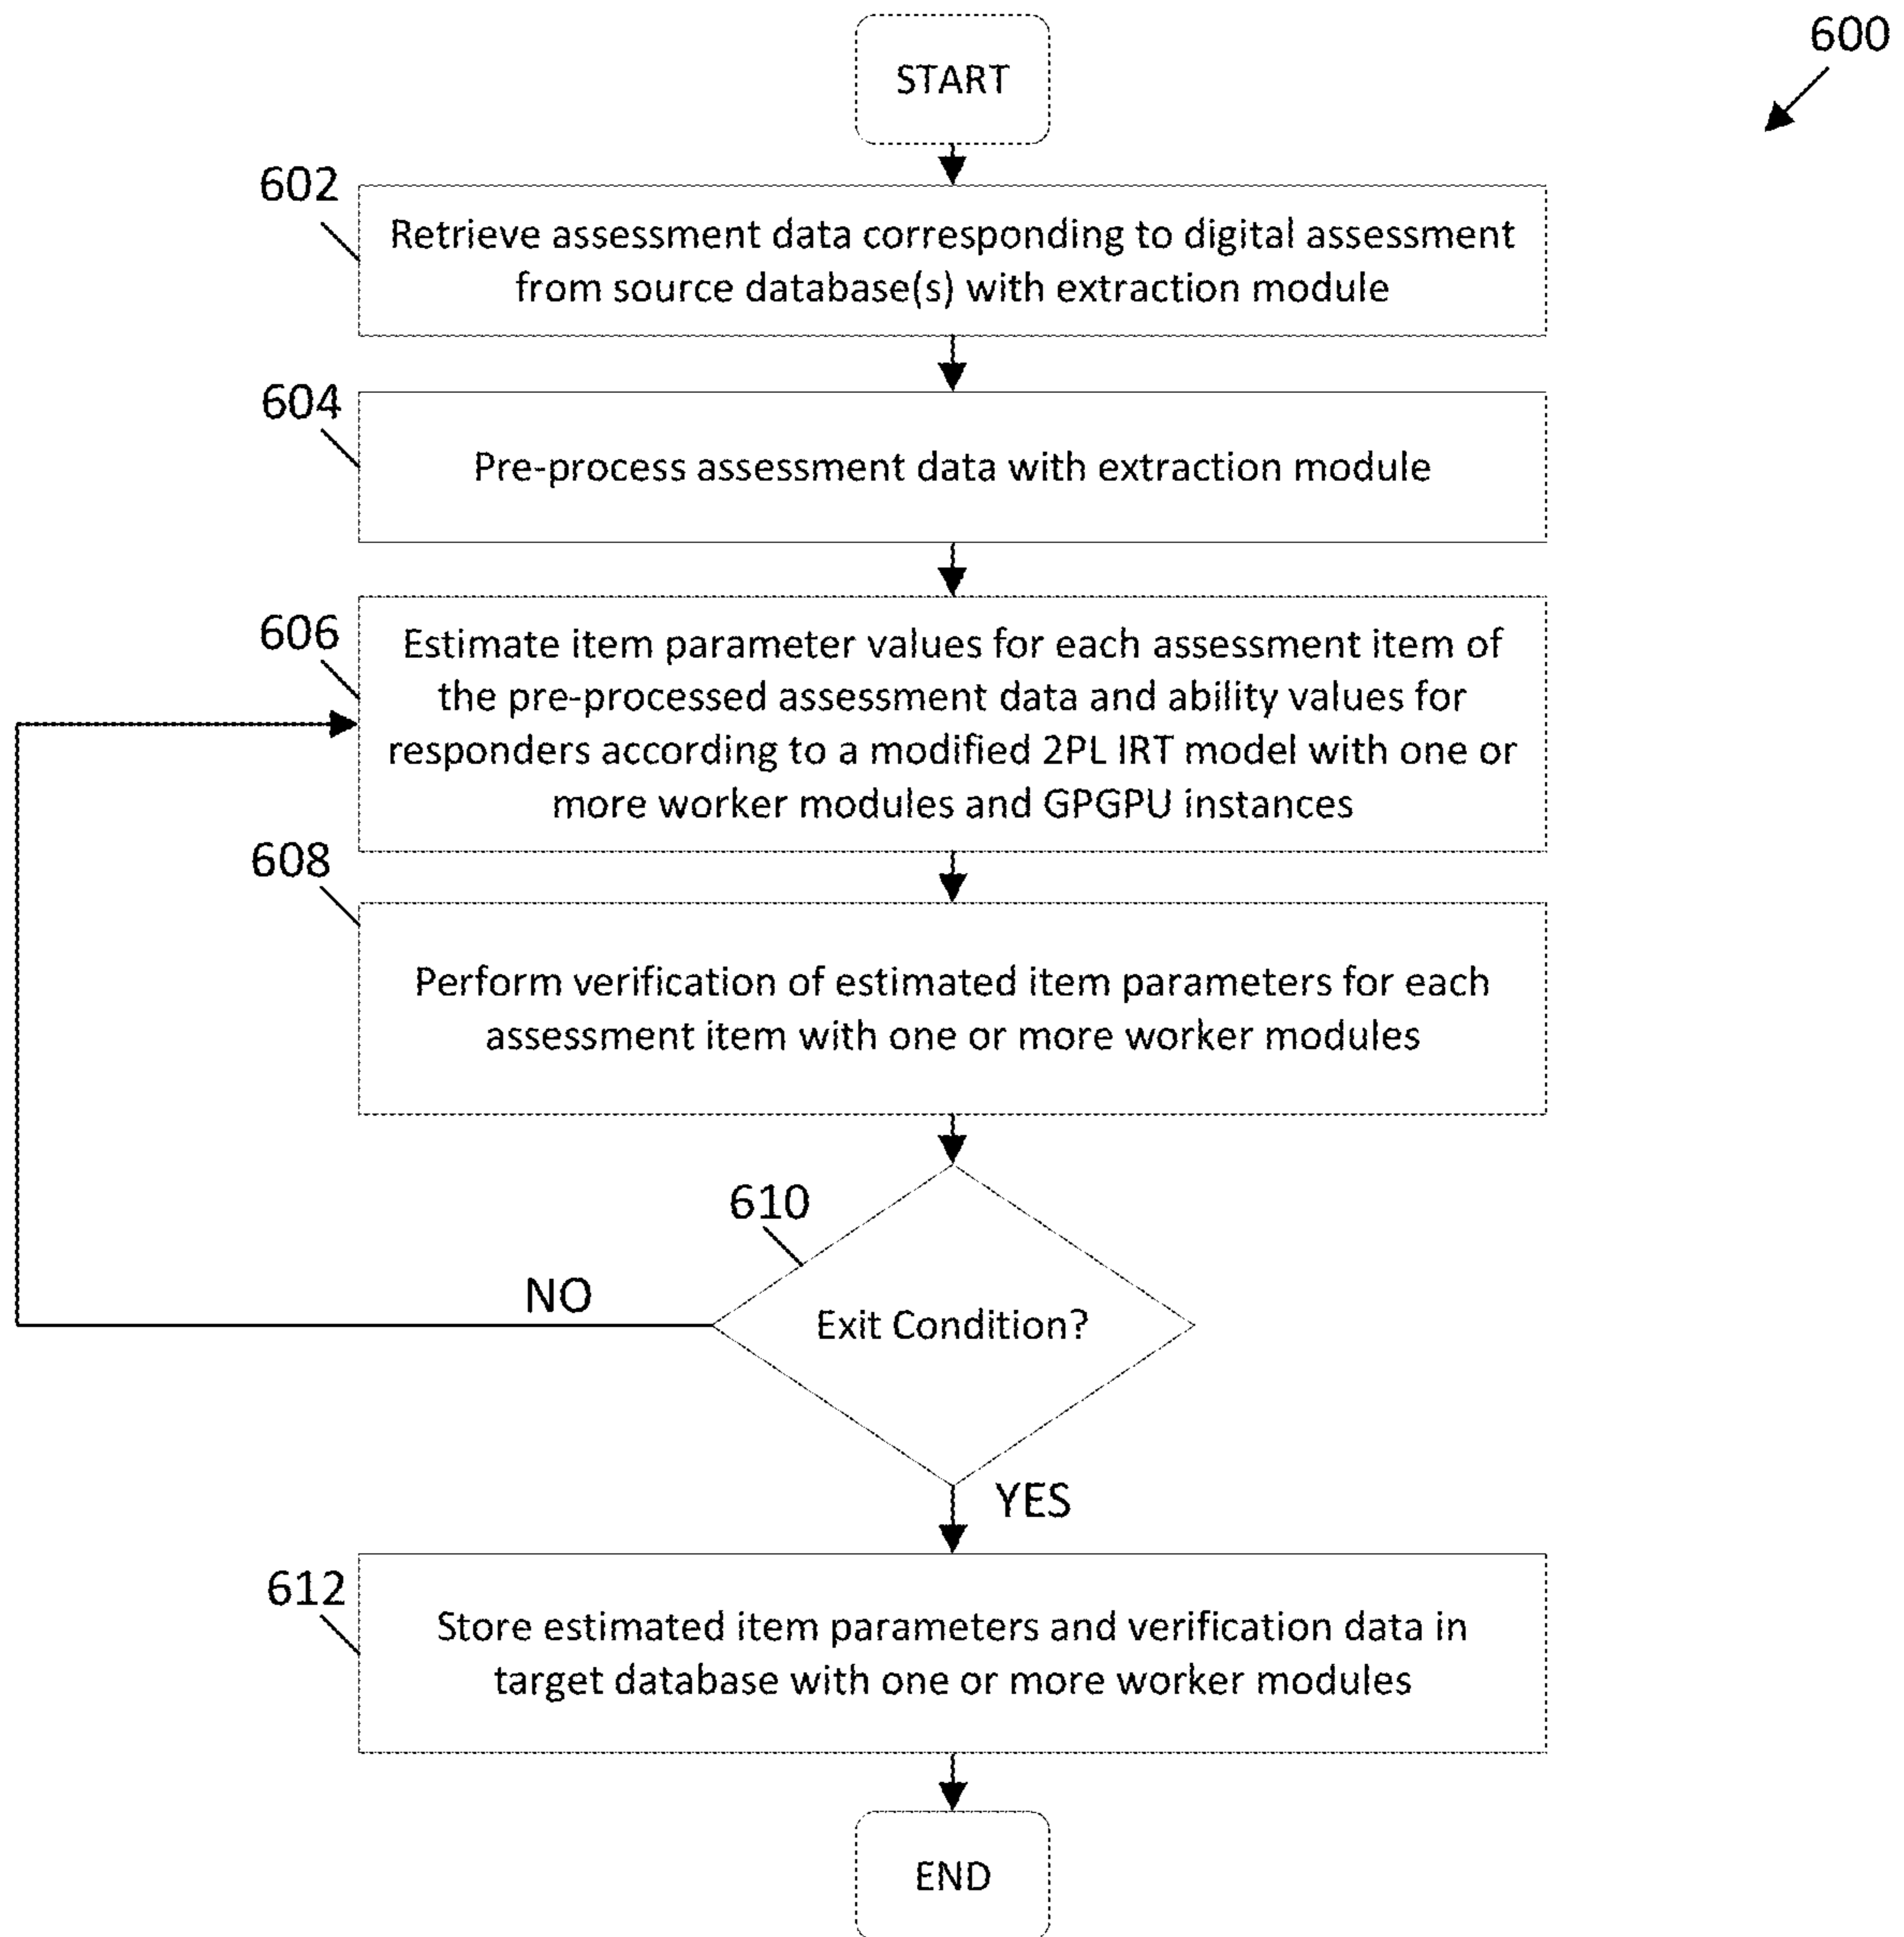 600
START
602
Retrieve assessment data corresponding to digital assessment
from source database(s) with extraction module
604
Pre-process assessment data with extraction module
606
Estimate item parameter values for each assessment item of
the pre-processed assessment data and ability values for
responders according to a modified 2PL IRT model with one or
more worker modules and GPGPU instances
608
Perform verification of estimated item parameters for each
assessment item with one or more worker modules
610
NO
Exit Condition?
YES
612
Store estimated item parameters and verification data in
target database with one or more worker modules
END